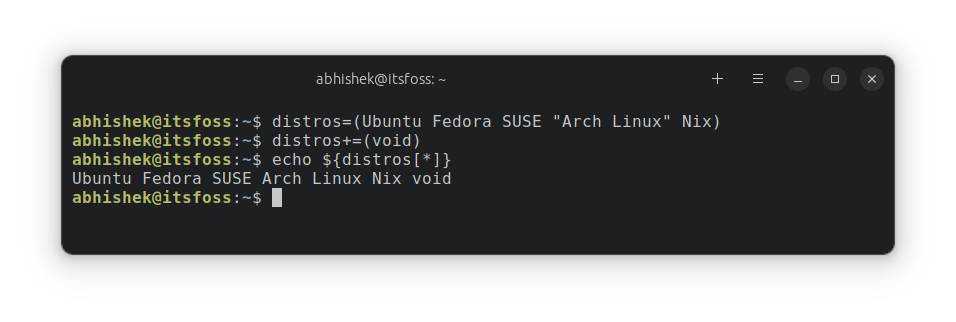 abhishek@itsfoss: ~
abhishek@itsfoss:~$ distros=(Ubuntu Fedora SUSE "Arch Linux" Nix)
abhishek@itsfoss:~$ distros+=(void)
abhishek@itsfoss:~$ echo ${distros[*]}
Ubuntu Fedora SUSE Arch Linux Nix void
abhishek@itsfoss:~$